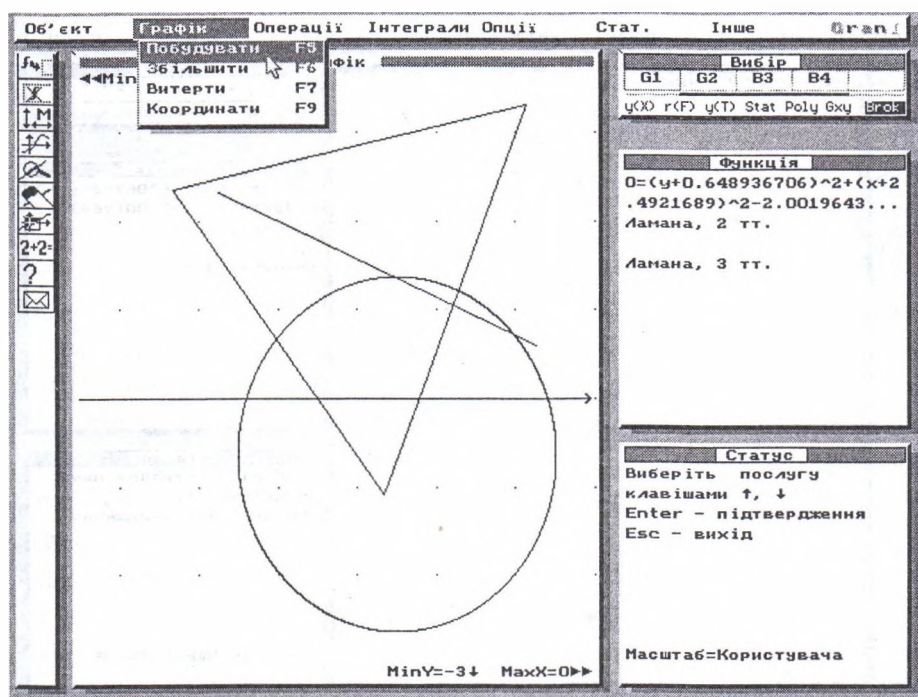 Об'єкт Графік Операції Інтеграли Опції Стат. Інше Gran1
Побудувати F5
Збільшити F6
Витерти F7
Координати F9
фік
◄◄Min
2+2=
?
Вибір
G1 G2 B3 B4
y(X) r(F) y(T) Stat Poly Gxy Brok
Функція
0=(y+0.648936706)^2+(x+2
.4921689)^2-2.0019643...
Ламана, 2 тт.
Ламана, 3 тт.
Статус
Виберіть послугу
клавішами ↑, ↓
Enter – підтвердження
Esc – вихід
Масштаб=Користувача
MinY=-3↓ MaxX=0►►